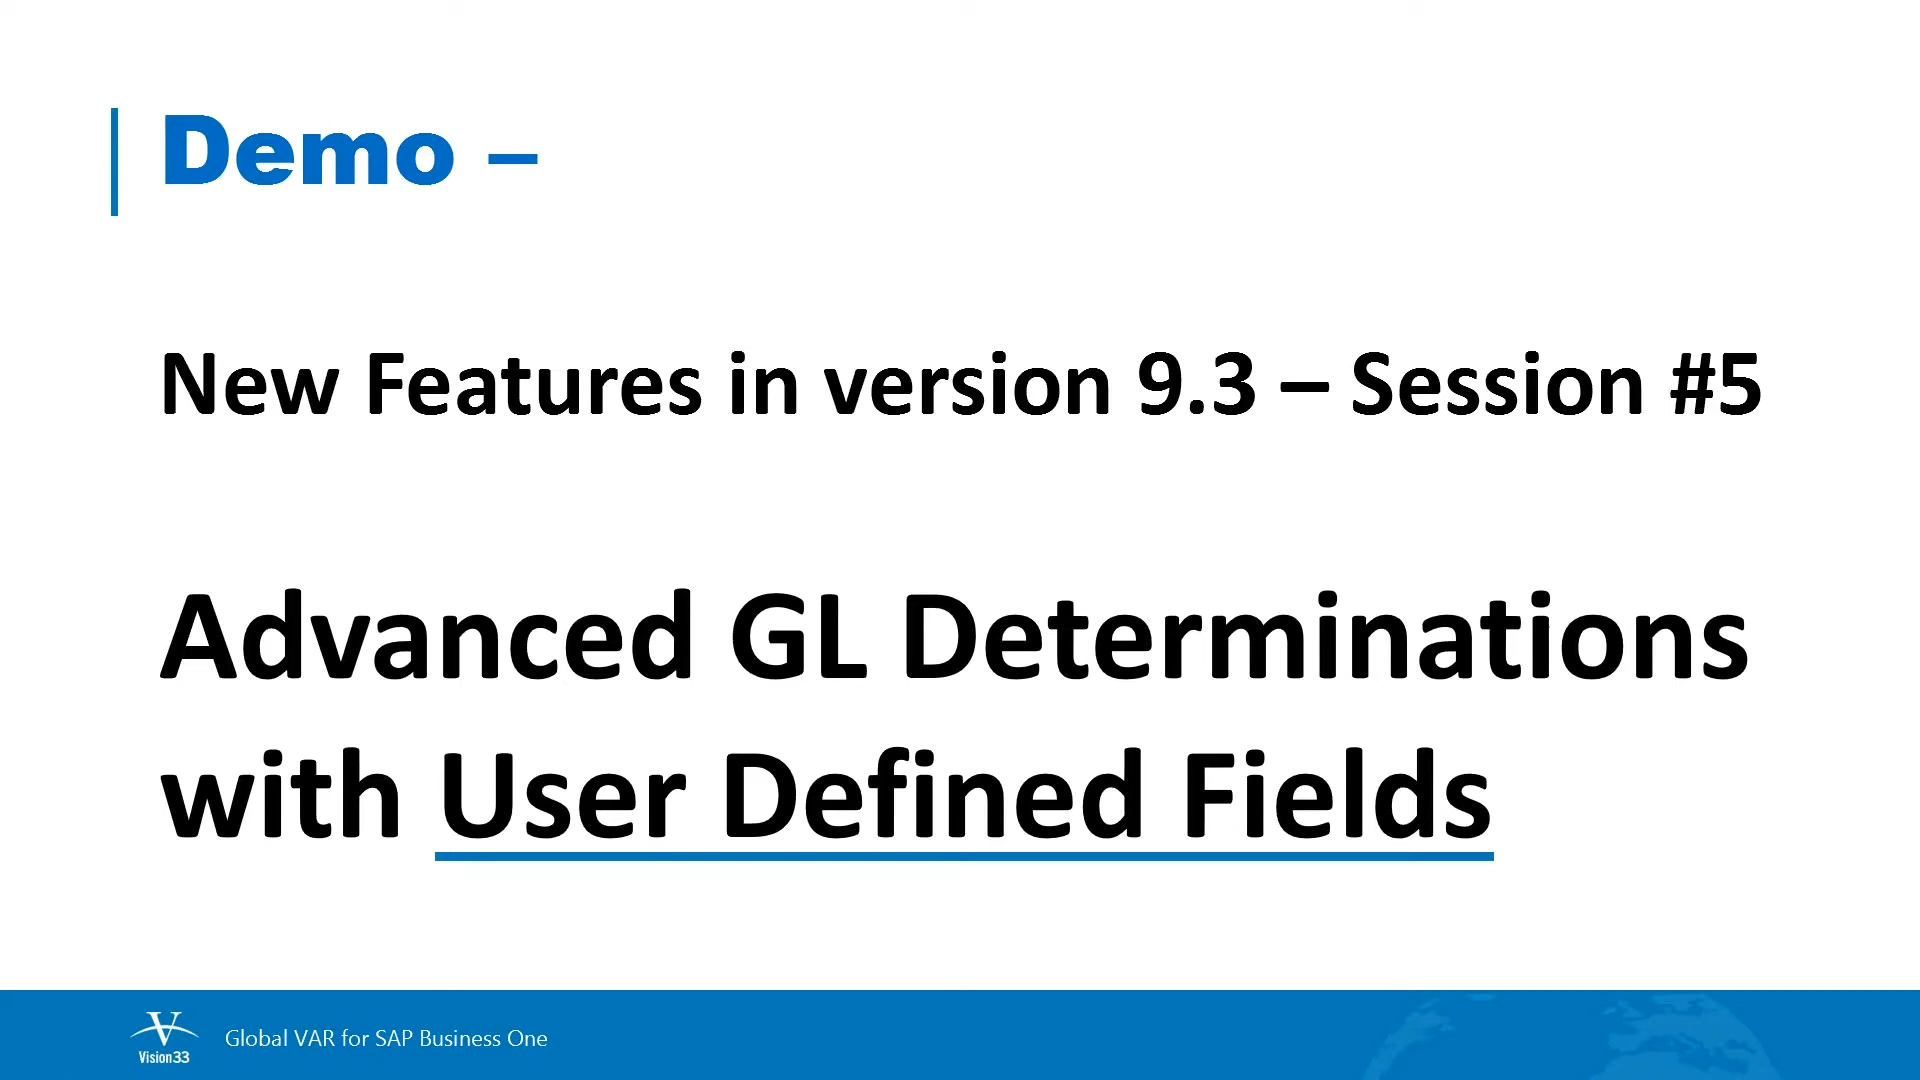 Demo –
New Features in version 9.3 – Session #5
Advanced GL Determinations
with User Defined Fields
V
Vision33
Global VAR for SAP Business One